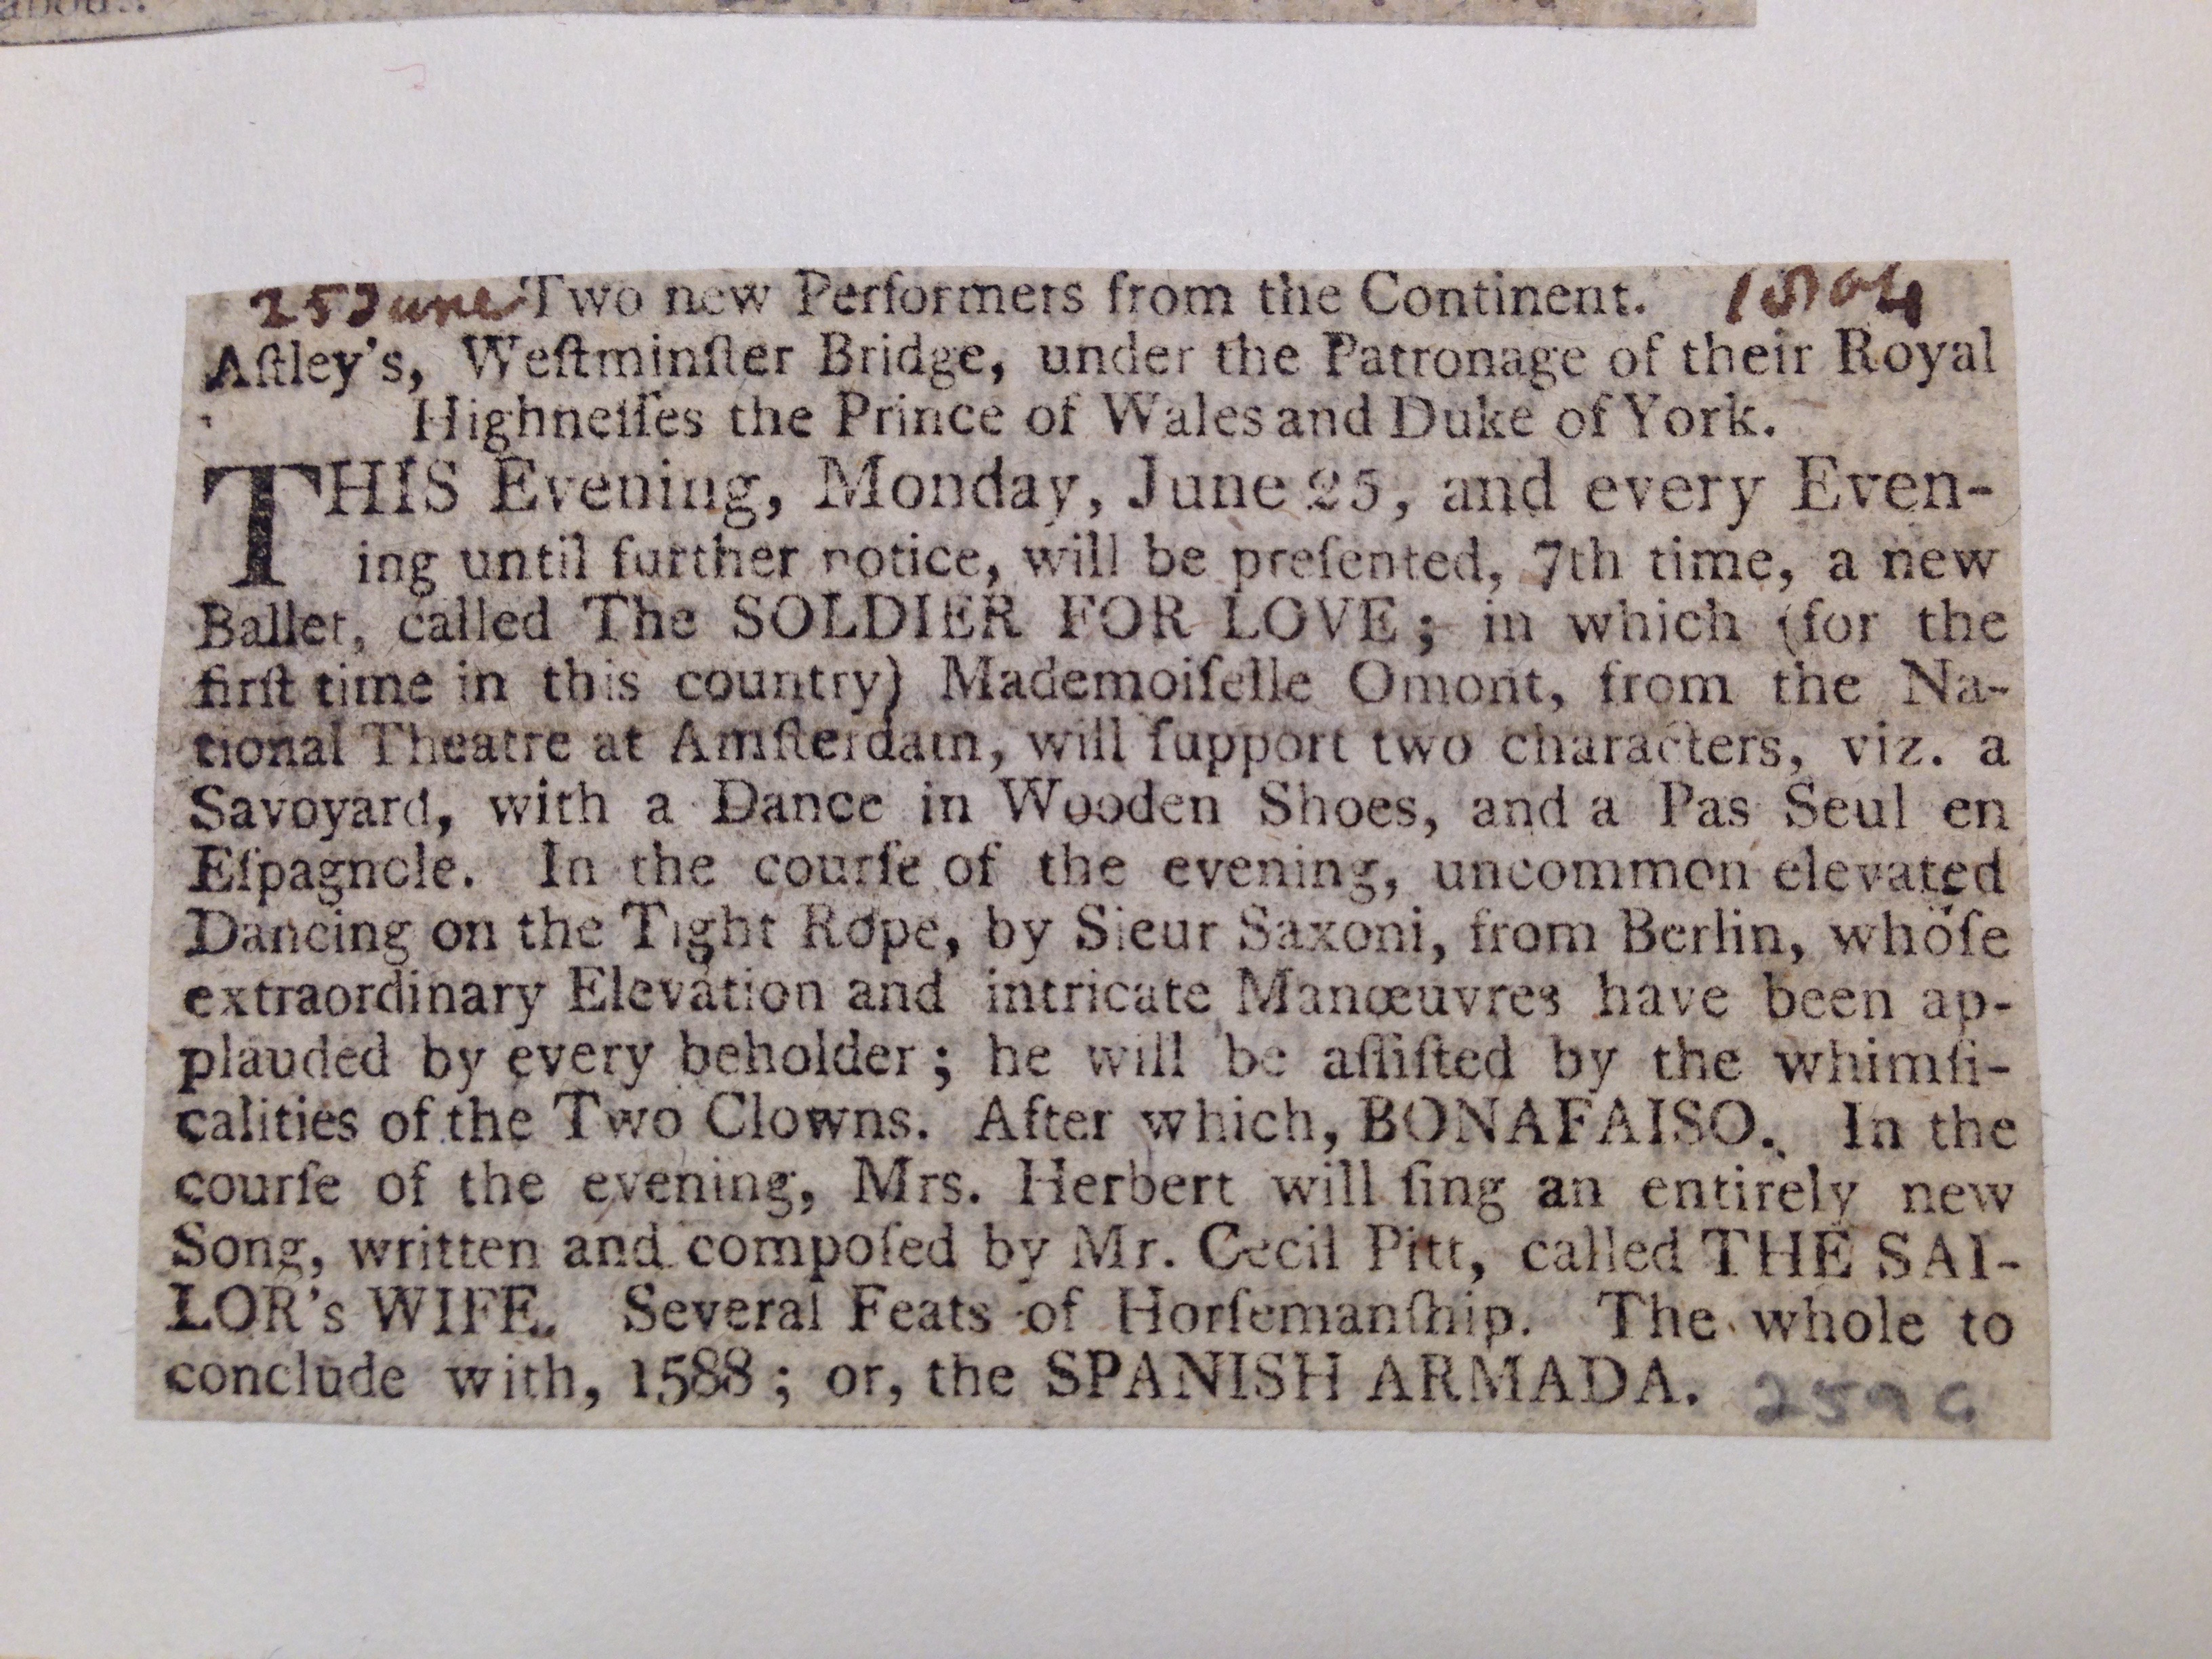 25 June Two new Performers from the Continent. 1804
Aſtley's, Weſtminſter Bridge, under the Patronage of their Royal
Highneſſes the Prince of Wales and Duke of York.
THIS Evening, Monday, June 25, and every Even-
ing until further notice, will be preſented, 7th time, a new
Ballet, called The SOLDIER FOR LOVE; in which (for the
firſt time in this country) Mademoiſelle Omont, from the Na-
tional Theatre at Amſterdam, will ſupport two characters, viz. a
Savoyard, with a Dance in Wooden Shoes, and a Pas Seul en
Eſpagnole. In the courſe of the evening, uncommon elevated
Dancing on the Tight Rope, by Sieur Saxoni, from Berlin, whoſe
extraordinary Elevation and intricate Manœuvres have been ap-
plauded by every beholder; he will be aſſiſted by the whimſi-
calities of the Two Clowns. After which, BONAFAISO. In the
courſe of the evening, Mrs. Herbert will ſing an entirely new
Song, written and compoſed by Mr. Cecil Pitt, called THE SAI-
LOR's WIFE. Several Feats of Horſemanſhip. The whole to
conclude with, 1588; or, the SPANISH ARMADA.